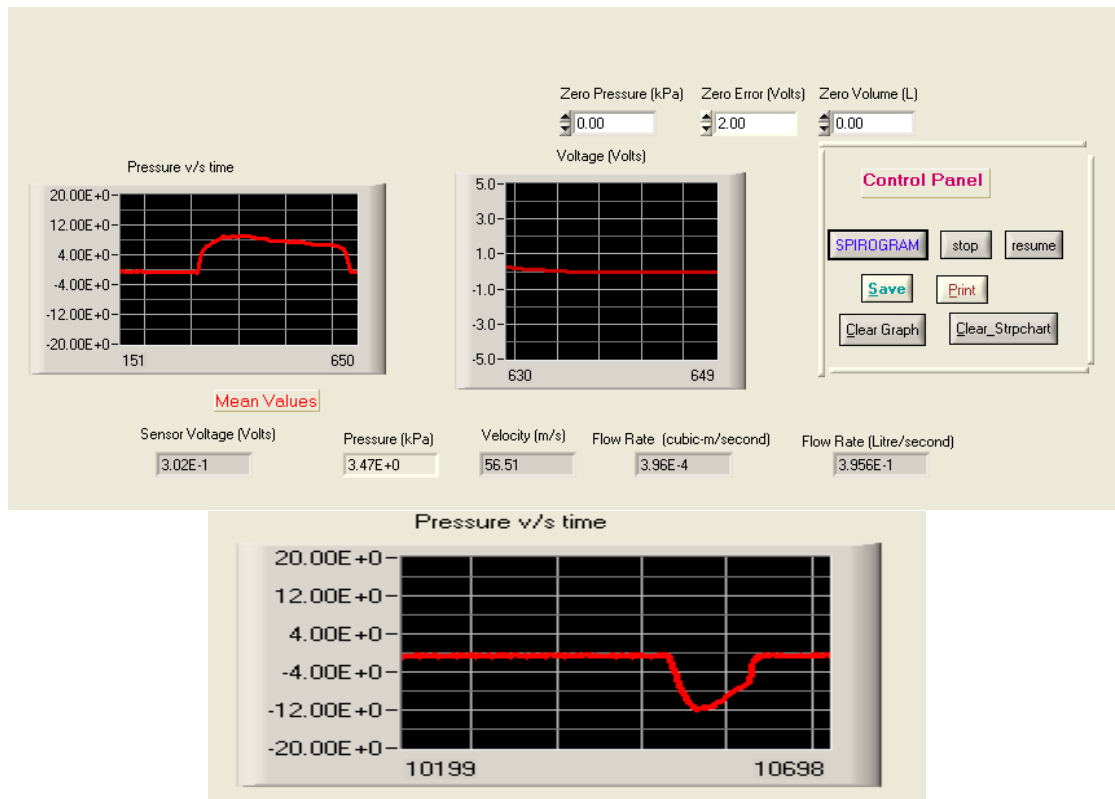 Zero Pressure (kPa) Zero Error (Volts) Zero Volume (L)
0.00 2.00 0.00
Pressure v/s time
20.00E+0
12.00E+0
4.00E+0
-4.00E+0
-12.00E+0
-20.00E+0
151 650
Voltage (Volts)
5.0
3.0
1.0
-1.0
-3.0
-5.0
630 649
Control Panel
SPIROGRAM stop resume
Save Print
Clear Graph Clear_Strpchart
Mean Values
Sensor Voltage (Volts) Pressure (kPa) Velocity (m/s) Flow Rate (cubic-m/second) Flow Rate (Litre/second)
3.02E-1 3.47E+0 56.51 3.96E-4 3.956E-1
Pressure v/s time
20.00E+0
12.00E+0
4.00E+0
-4.00E+0
-12.00E+0
-20.00E+0
10199 10698